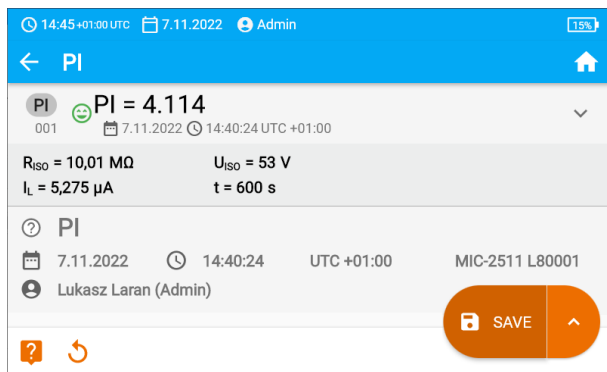 14:45 +01:00 UTC 7.11.2022 Admin 15%
PI
PI PI = 4.114
001 7.11.2022 14:40:24 UTC +01:00
RISO = 10,01 MΩ UISO = 53 V
IL = 5,275 µA t = 600 s
PI
7.11.2022 14:40:24 UTC +01:00 MIC-2511 L80001
Lukasz Laran (Admin)
SAVE